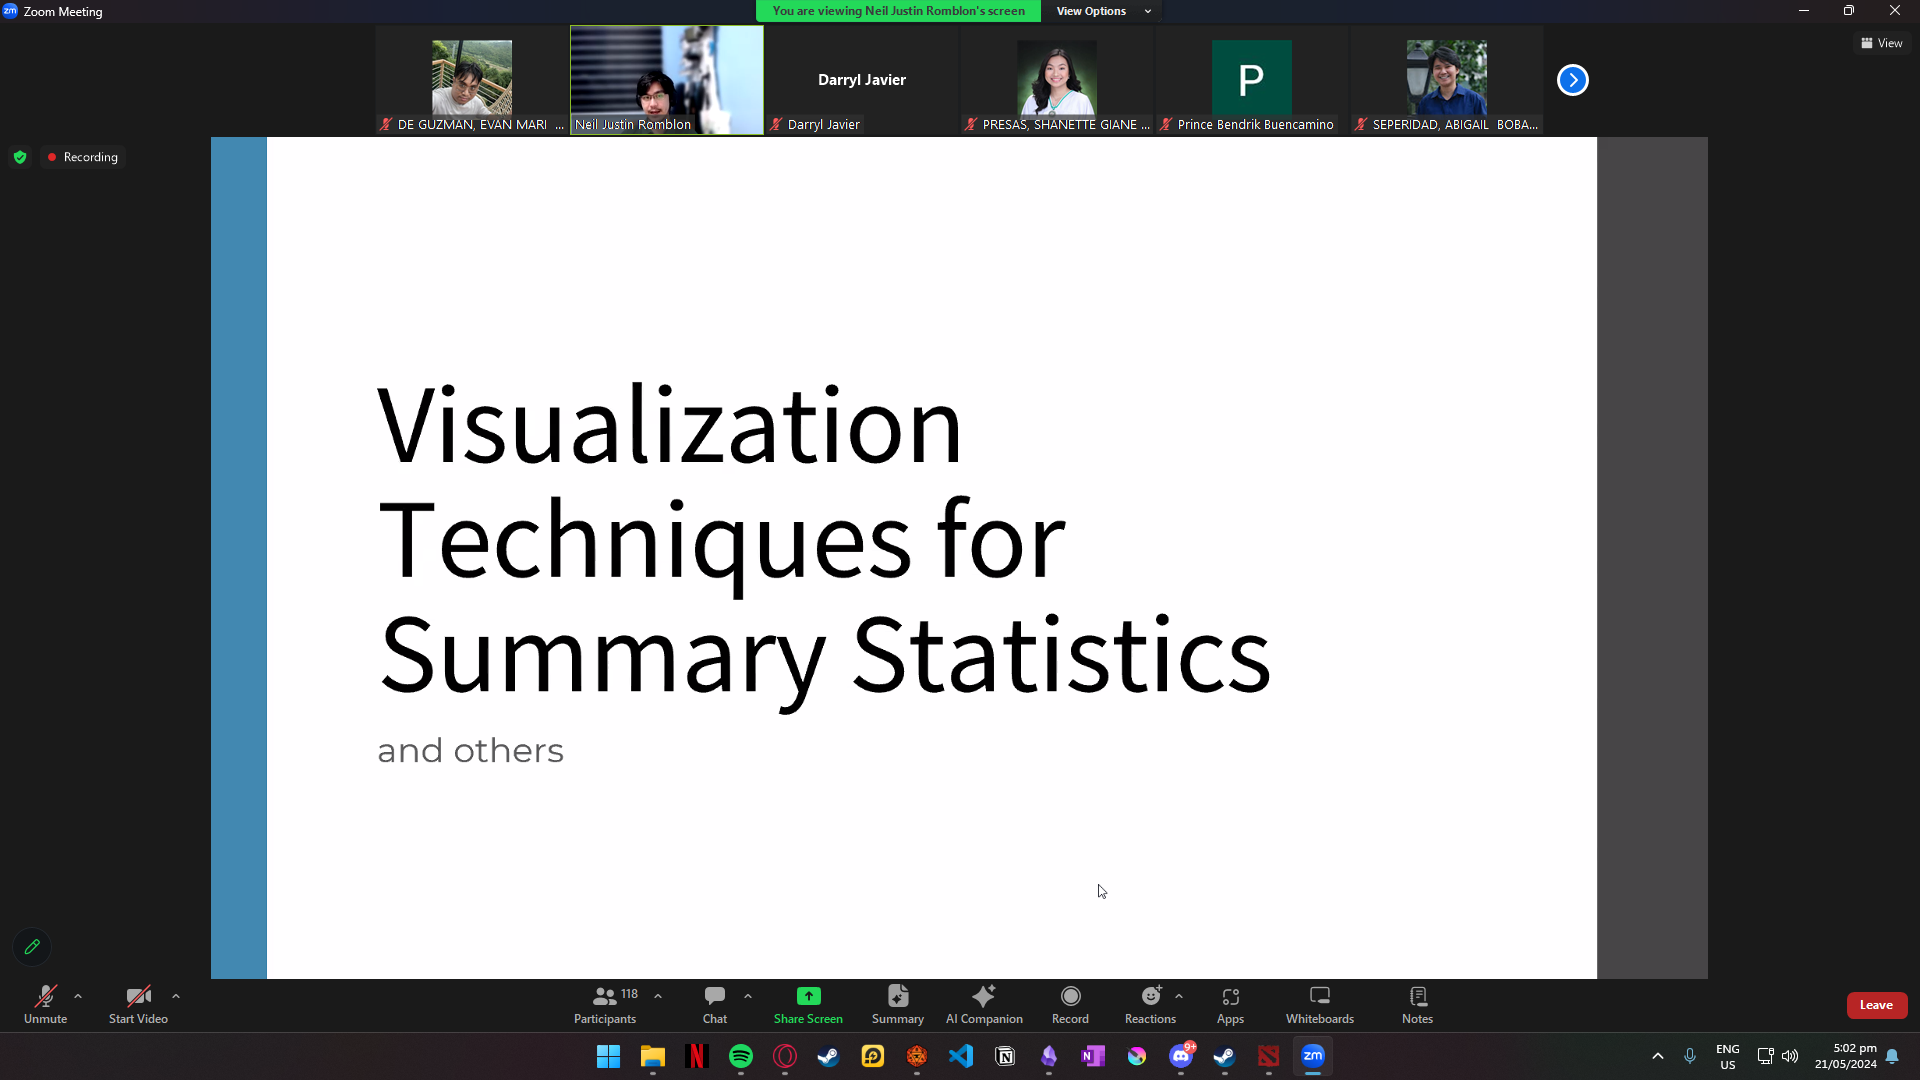 Zoom Meeting
You are viewing Neil Justin Romblon's screen
View Options
View
Darryl Javier
P
DE GUZMAN, EVAN MARI ...
Neil Justin Romblon
Darryl Javier
PRESAS, SHANETTE GIANE ...
Prince Bendrik Buencamino
SEPERIDAD, ABIGAIL BOBA...
Recording
Visualization
Techniques for
Summary Statistics
and others
Unmute
Start Video
118
Participants
Chat
Share Screen
Summary
AI Companion
Record
Reactions
Apps
Whiteboards
Notes
Leave
N
N
9+
zm
ENG
US
5:02 pm
21/05/2024